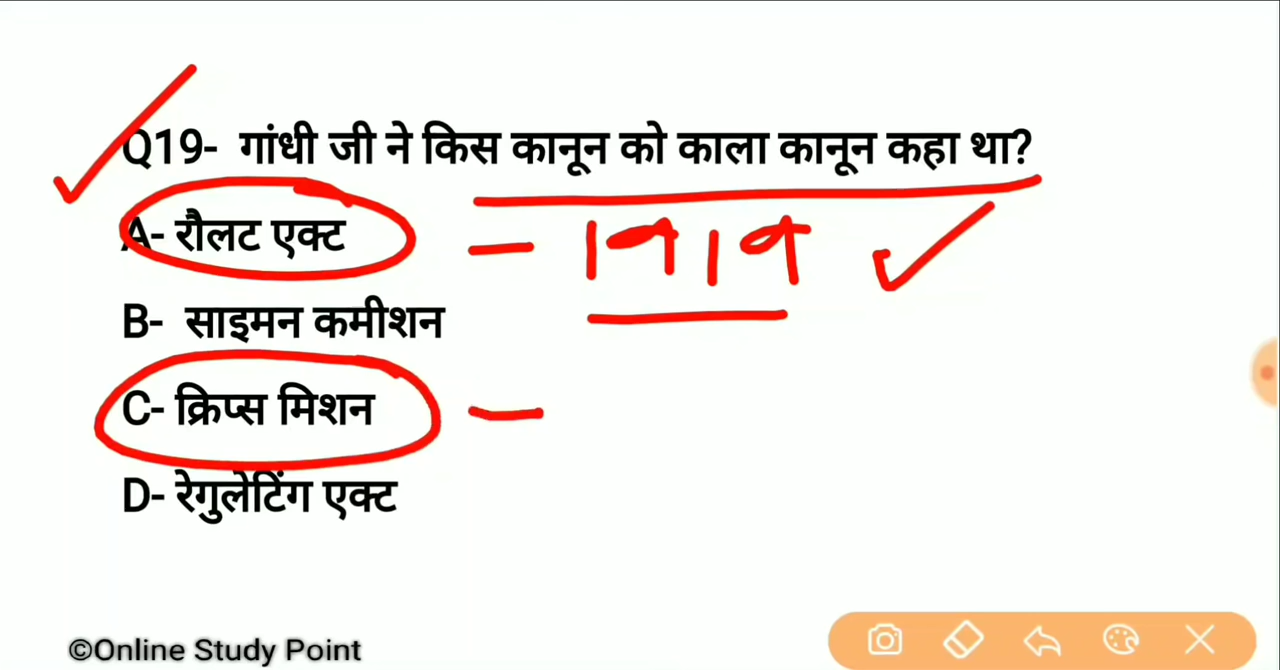 Q19- गांधी जी ने किस कानून को काला कानून कहा था?
A- रौलट एक्ट - 1919
B- साइमन कमीशन
C- क्रिप्स मिशन -
D- रेगुलेटिंग एक्ट
©Online Study Point